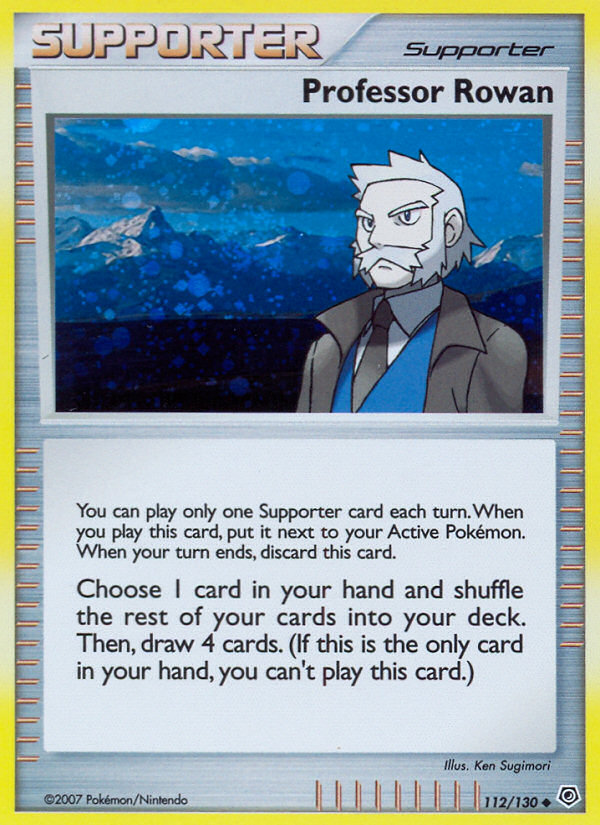 SUPPORTER
Supporter
Professor Rowan
You can play only one Supporter card each turn. When
you play this card, put it next to your Active Pokémon.
When your turn ends, discard this card.
Choose 1 card in your hand and shuffle
the rest of your cards into your deck.
Then, draw 4 cards. (If this is the only card
in your hand, you can't play this card.)
Illus. Ken Sugimori
©2007 Pokémon/Nintendo
112/130